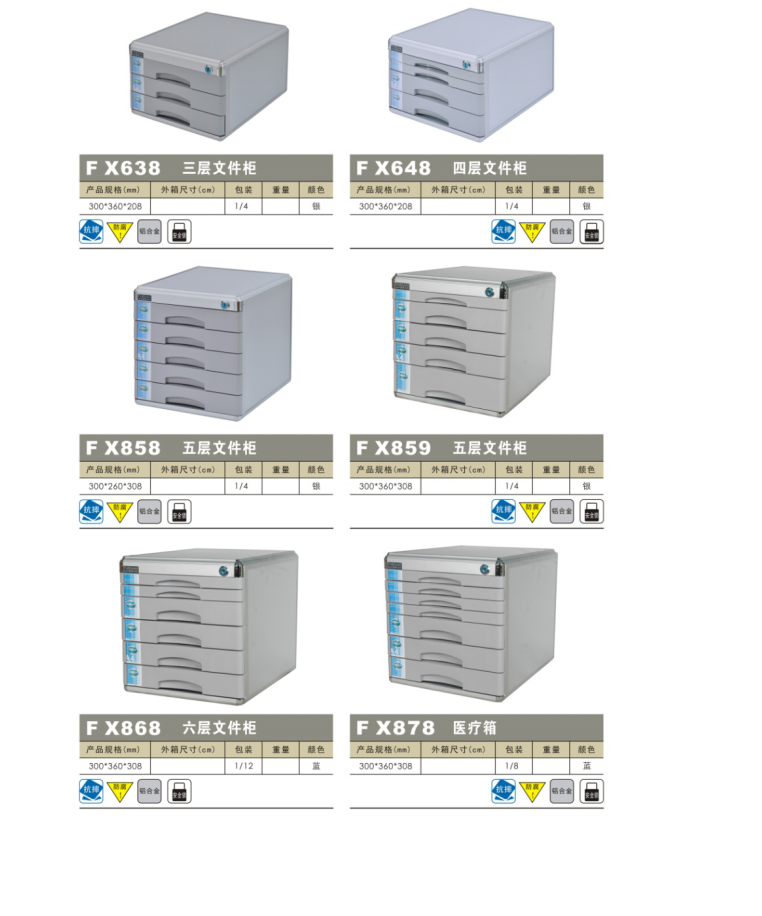 FX638 三层文件柜
产品规格(mm) 外箱尺寸(cm) 包装 重量 颜色
300*360*208 1/4 银
抗摔 防腐 ! 铝合金 安全锁
FX648 四层文件柜
产品规格(mm) 外箱尺寸(cm) 包装 重量 颜色
300*360*208 1/4 银
抗摔 防腐 ! 铝合金 安全锁
FX858 五层文件柜
产品规格(mm) 外箱尺寸(cm) 包装 重量 颜色
300*260*308 1/4 银
抗摔 防腐 ! 铝合金 安全锁
FX859 五层文件柜
产品规格(mm) 外箱尺寸(cm) 包装 重量 颜色
300*360*308 1/4 银
抗摔 防腐 ! 铝合金 安全锁
FX868 六层文件柜
产品规格(mm) 外箱尺寸(cm) 包装 重量 颜色
300*360*308 1/12 蓝
抗摔 防腐 ! 铝合金 安全锁
FX878 医疗箱
产品规格(mm) 外箱尺寸(cm) 包装 重量 颜色
300*360*308 1/8 蓝
抗摔 防腐 ! 铝合金 安全锁